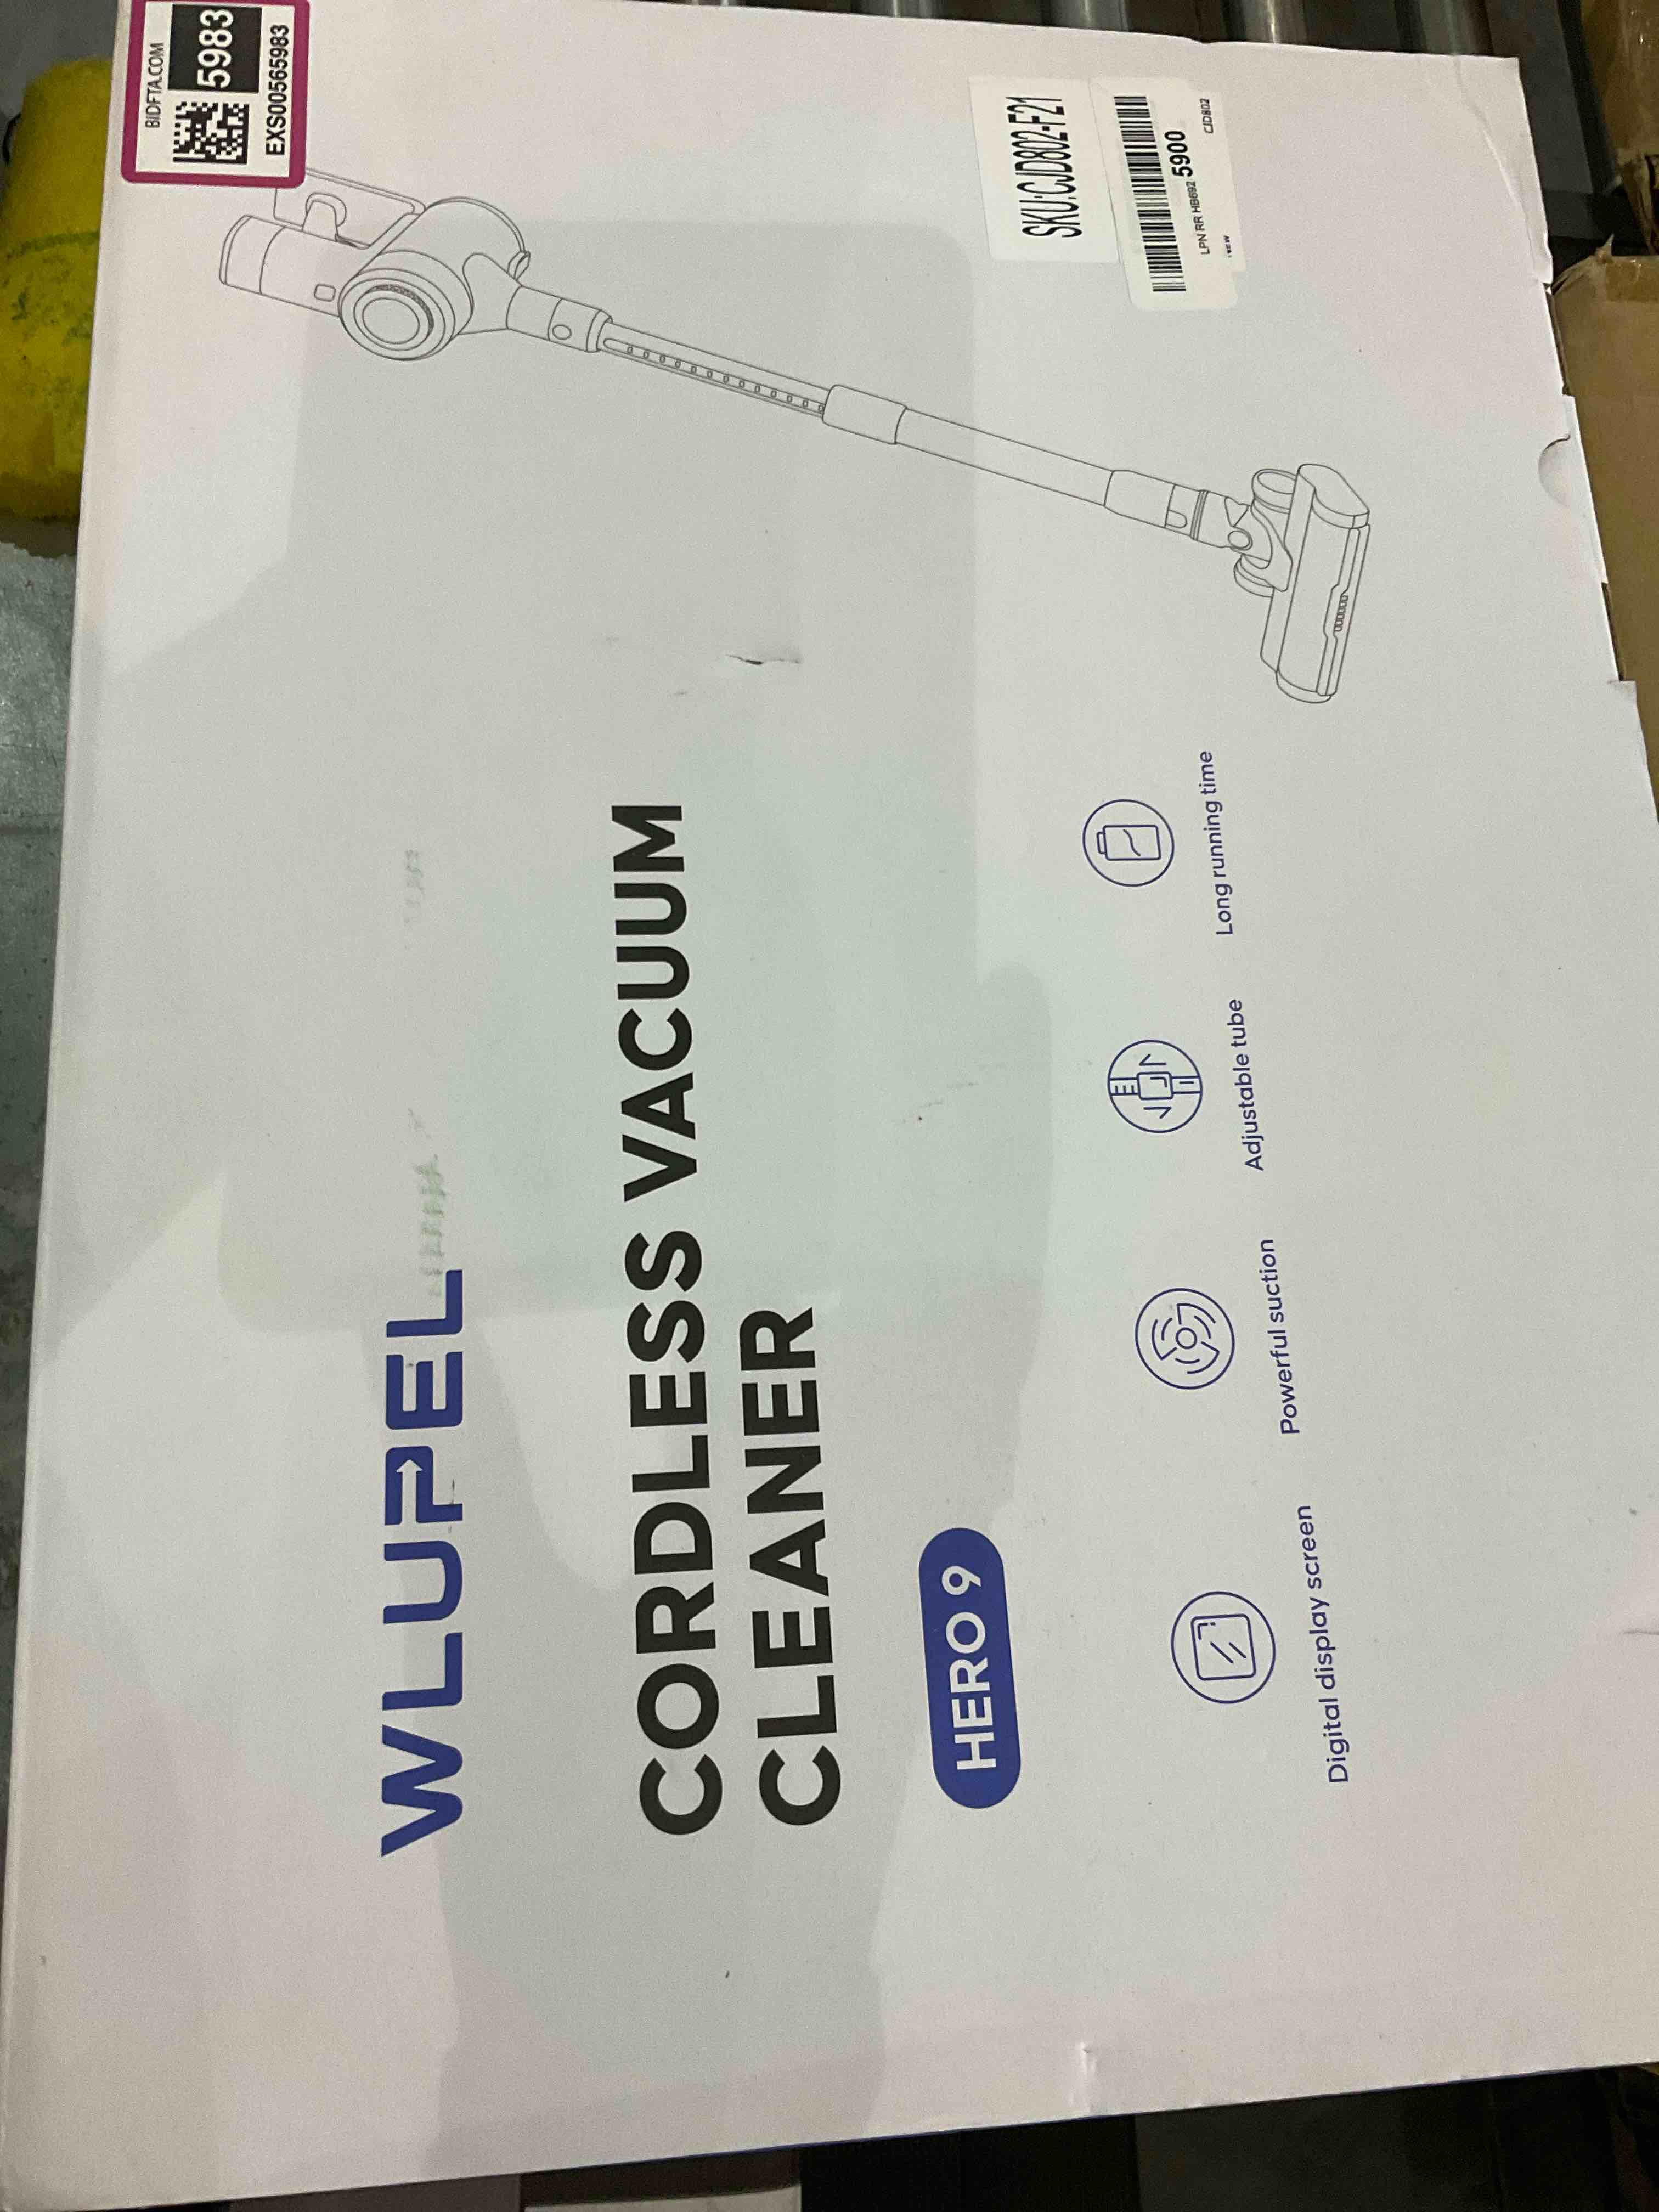 WLUPEL
CORDLESS VACUUM
CLEANER
HERO 9
Digital display screen
Powerful suction
Adjustable tube
Long running time
BIDFTA.COM
5983
EXS00565983
SKU:CJD802-F21
LPN RR HB692 5900
CJD802